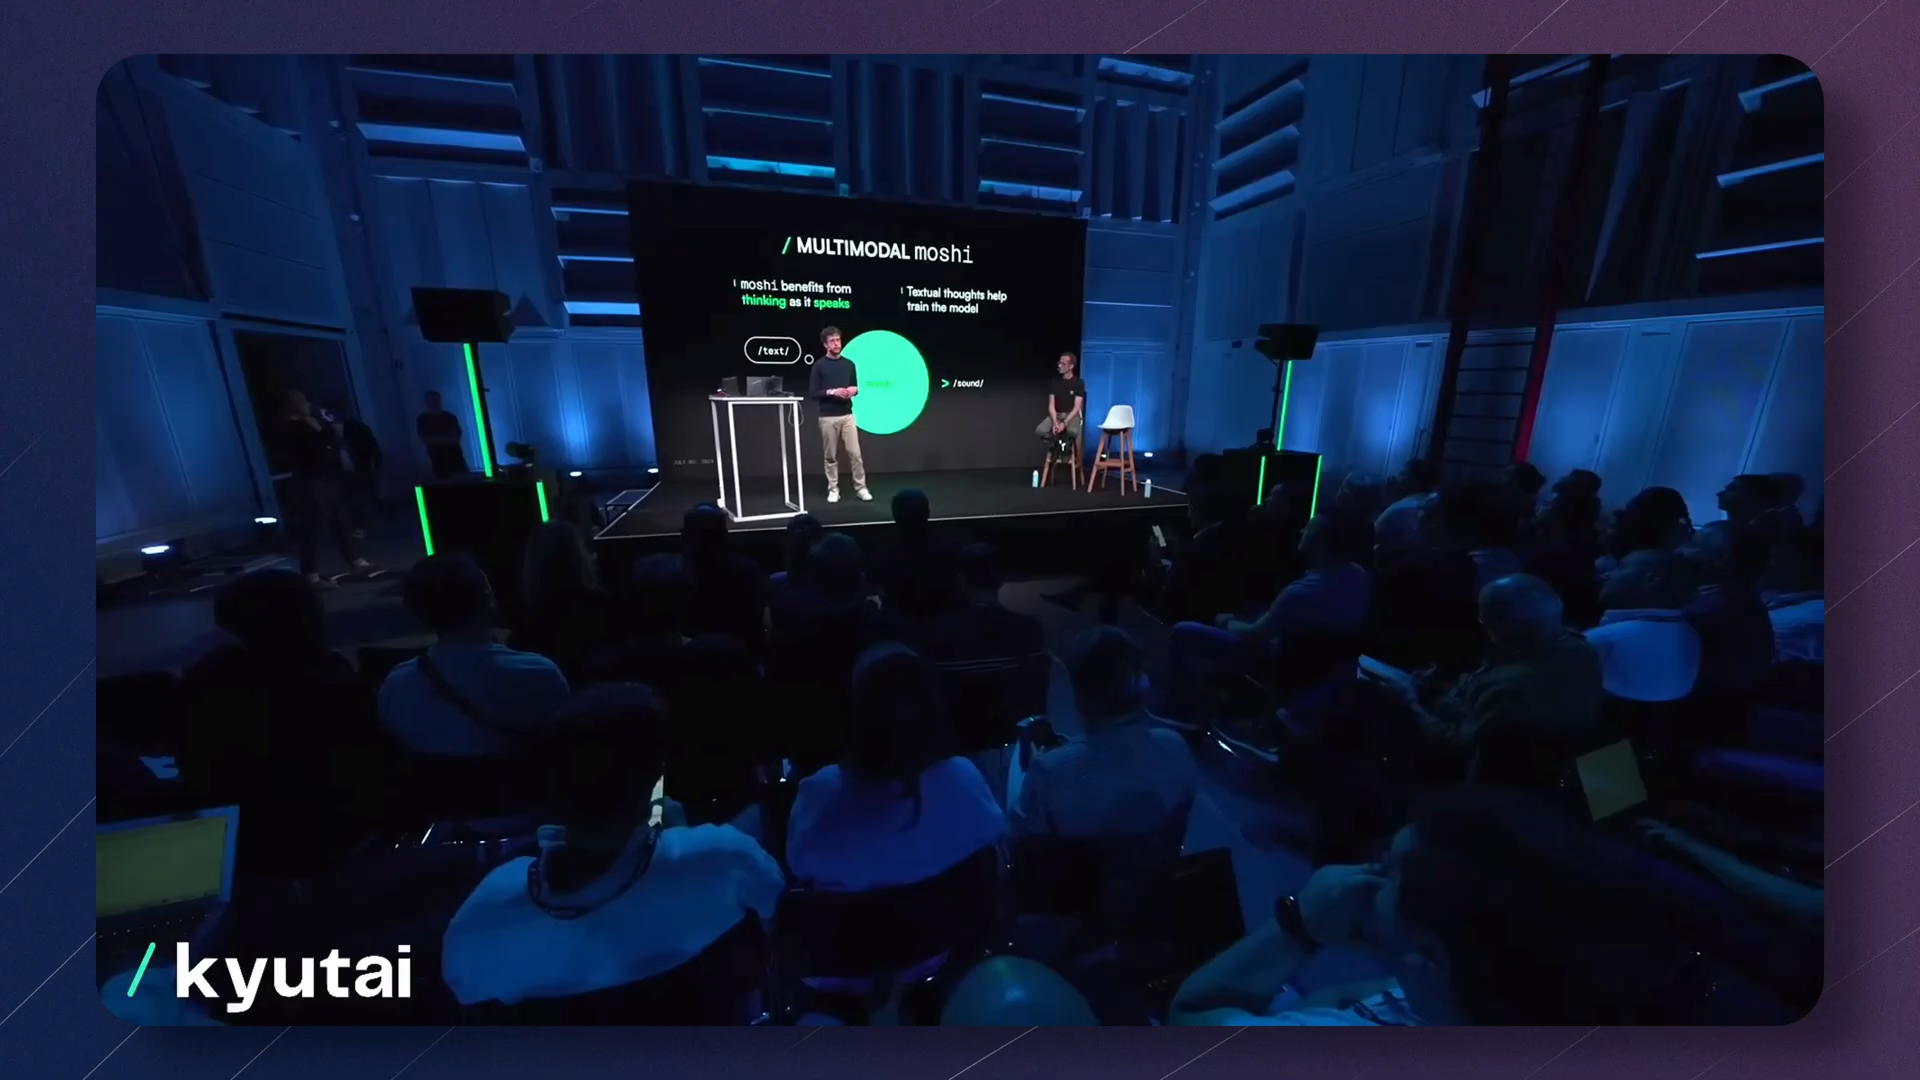 / MULTIMODAL moshi
moshi benefits from
thinking as it speaks
Textual thoughts help
train the model
/text/
> /sound/
/ kyutai